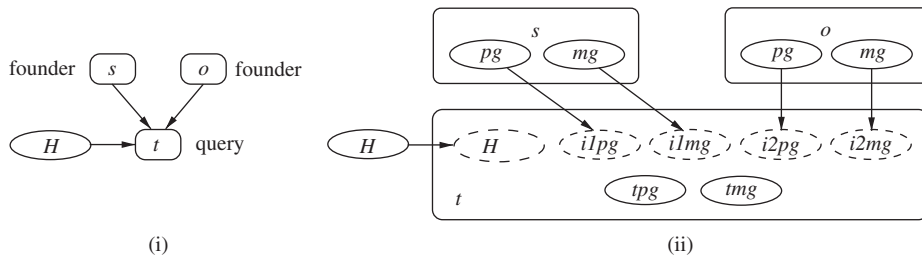 founder s o founder
H t query
(i)
s o
pg mg pg mg
H H i1pg i1mg i2pg i2mg
tpg tmg
t
(ii)